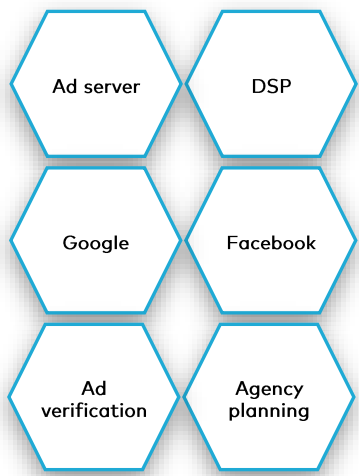 Ad server
DSP
Google
Facebook
Ad
verification
Agency
planning